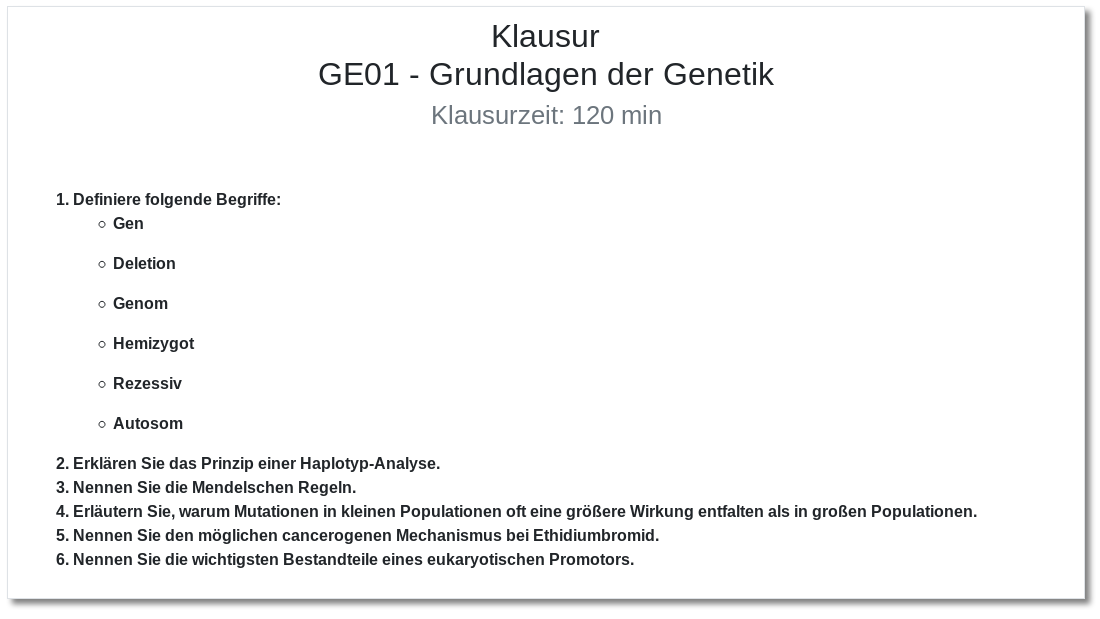 Klausur
GE01 - Grundlagen der Genetik
Klausurzeit: 120 min
1. Definiere folgende Begriffe:
○ Gen
○ Deletion
○ Genom
○ Hemizygot
○ Rezessiv
○ Autosom
2. Erklären Sie das Prinzip einer Haplotyp-Analyse.
3. Nennen Sie die Mendelschen Regeln.
4. Erläutern Sie, warum Mutationen in kleinen Populationen oft eine größere Wirkung entfalten als in großen Populationen.
5. Nennen Sie den möglichen cancerogenen Mechanismus bei Ethidiumbromid.
6. Nennen Sie die wichtigsten Bestandteile eines eukaryotischen Promotors.